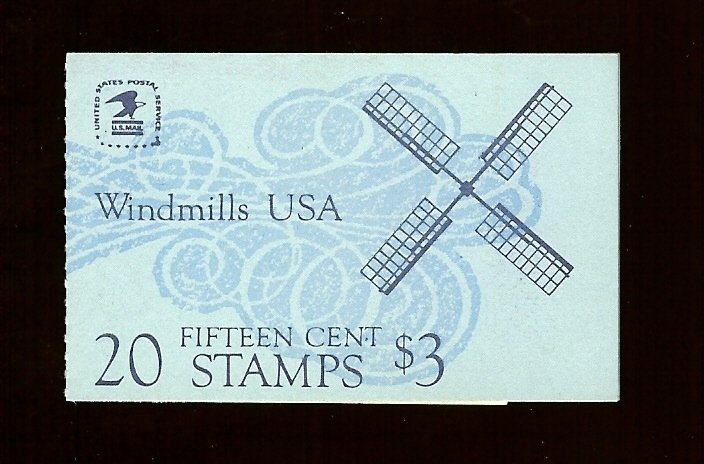 UNITED STATES POSTAL SERVICE
U.S.MAIL
Windmills USA
20 FIFTEEN CENT STAMPS $3